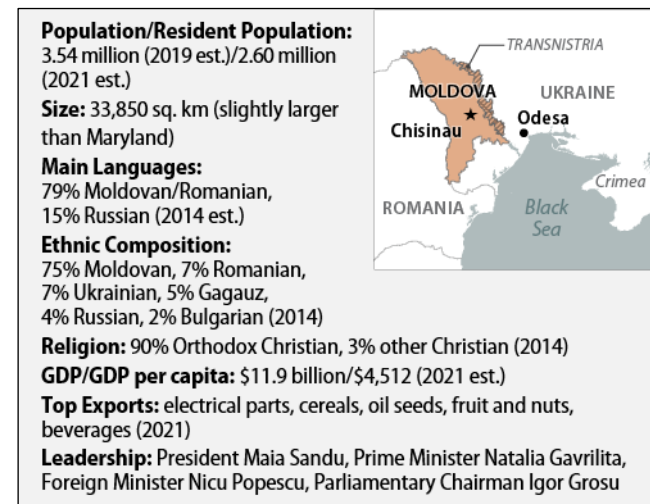 Population/Resident Population:
3.54 million (2019 est.)/2.60 million
(2021 est.)
Size: 33,850 sq. km (slightly larger
than Maryland)
Main Languages:
79% Moldovan/Romanian,
15% Russian (2014 est.)
Ethnic Composition:
75% Moldovan, 7% Romanian,
7% Ukrainian, 5% Gagauz,
4% Russian, 2% Bulgarian (2014)
Religion: 90% Orthodox Christian, 3% other Christian (2014)
GDP/GDP per capita: $11.9 billion/$4,512 (2021 est.)
Top Exports: electrical parts, cereals, oil seeds, fruit and nuts,
beverages (2021)
Leadership: President Maia Sandu, Prime Minister Natalia Gavrilita,
Foreign Minister Nicu Popescu, Parliamentary Chairman Igor Grosu
TRANSNISTRIA
MOLDOVA
UKRAINE
Chisinau
Odesa
Crimea
ROMANIA
Black
Sea